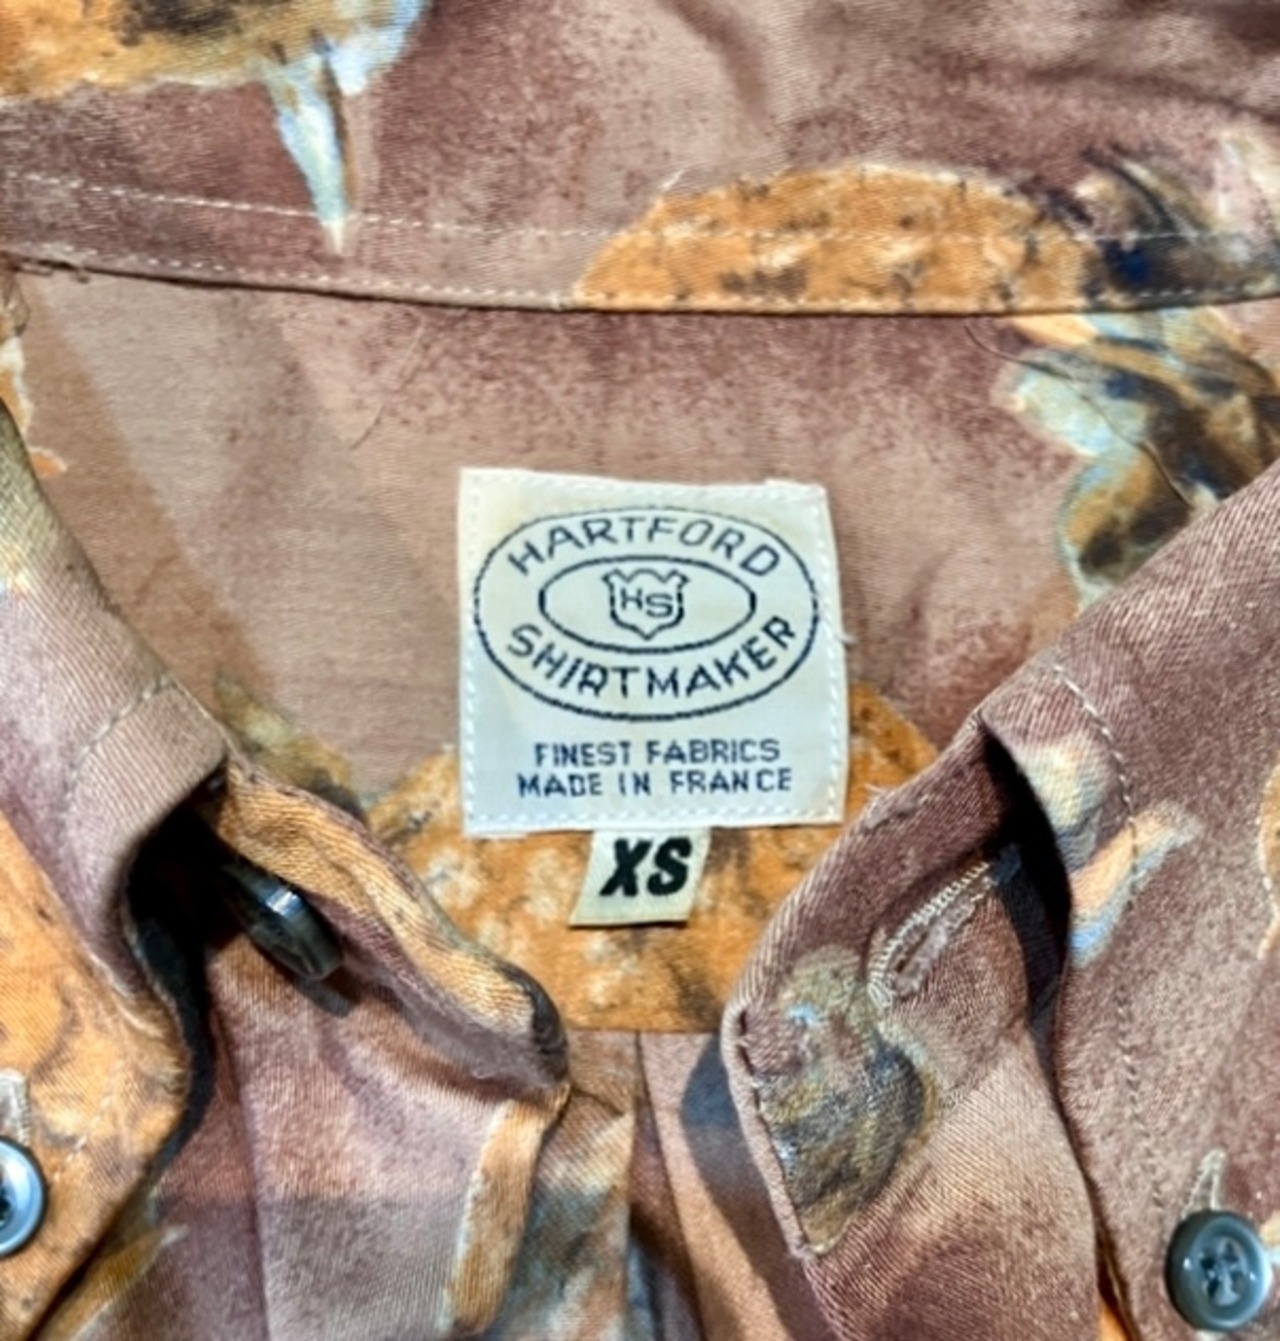 HARTFORD
HS
SHIRTMAKER
FINEST FABRICS
MADE IN FRANCE
XS